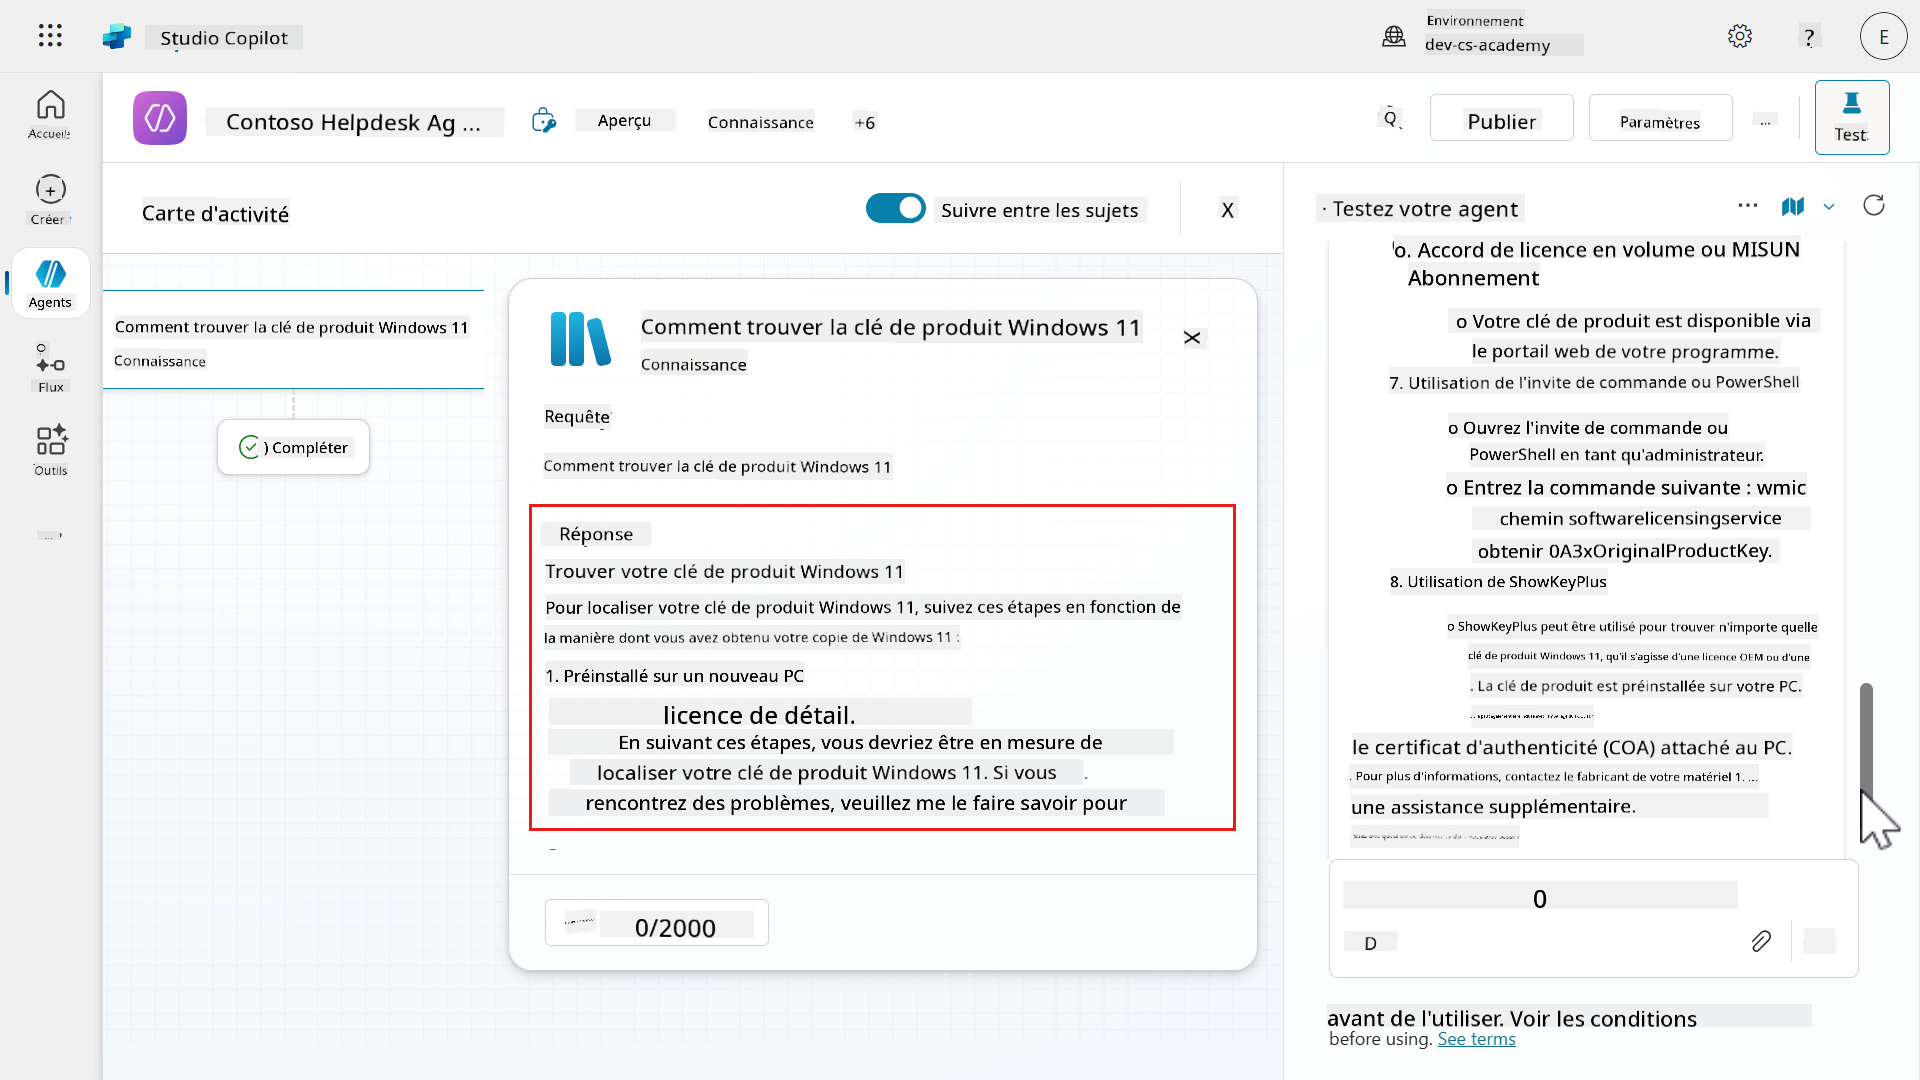 Studio Copilot
Environnement
dev-cs-academy
?
E
Accueil
Créer
Agents
Flux
Outils
Contoso Helpdesk Ag ...
Aperçu
Connaissance
+6
Publier
Paramètres
...
Test
Carte d'activité
Suivre entre les sujets
X
Comment trouver la clé de produit Windows 11
Connaissance
) Compléter
Comment trouver la clé de produit Windows 11
Connaissance
Requête
Comment trouver la clé de produit Windows 11
Réponse
Trouver votre clé de produit Windows 11
Pour localiser votre clé de produit Windows 11, suivez ces étapes en fonction de
la manière dont vous avez obtenu votre copie de Windows 11 :
1. Préinstallé sur un nouveau PC
licence de détail.
En suivant ces étapes, vous devriez être en mesure de
localiser votre clé de produit Windows 11. Si vous
rencontrez des problèmes, veuillez me le faire savoir pour
0/2000
· Testez votre agent
o. Accord de licence en volume ou MISUN
Abonnement
o Votre clé de produit est disponible via
le portail web de votre programme.
7. Utilisation de l'invite de commande ou PowerShell
o Ouvrez l'invite de commande ou
PowerShell en tant qu'administrateur.
o Entrez la commande suivante : wmic
chemin softwarelicensingservice
obtenir 0A3xOriginalProductKey.
8. Utilisation de ShowKeyPlus
o ShowKeyPlus peut être utilisé pour trouver n'importe quelle
clé de produit Windows 11, qu'il s'agisse d'une licence OEM ou d'une
. La clé de produit est préinstallée sur votre PC.
le certificat d'authenticité (COA) attaché au PC.
. Pour plus d'informations, contactez le fabricant de votre matériel 1. ...
une assistance supplémentaire.
0
D
avant de l'utiliser. Voir les conditions
before using. See terms